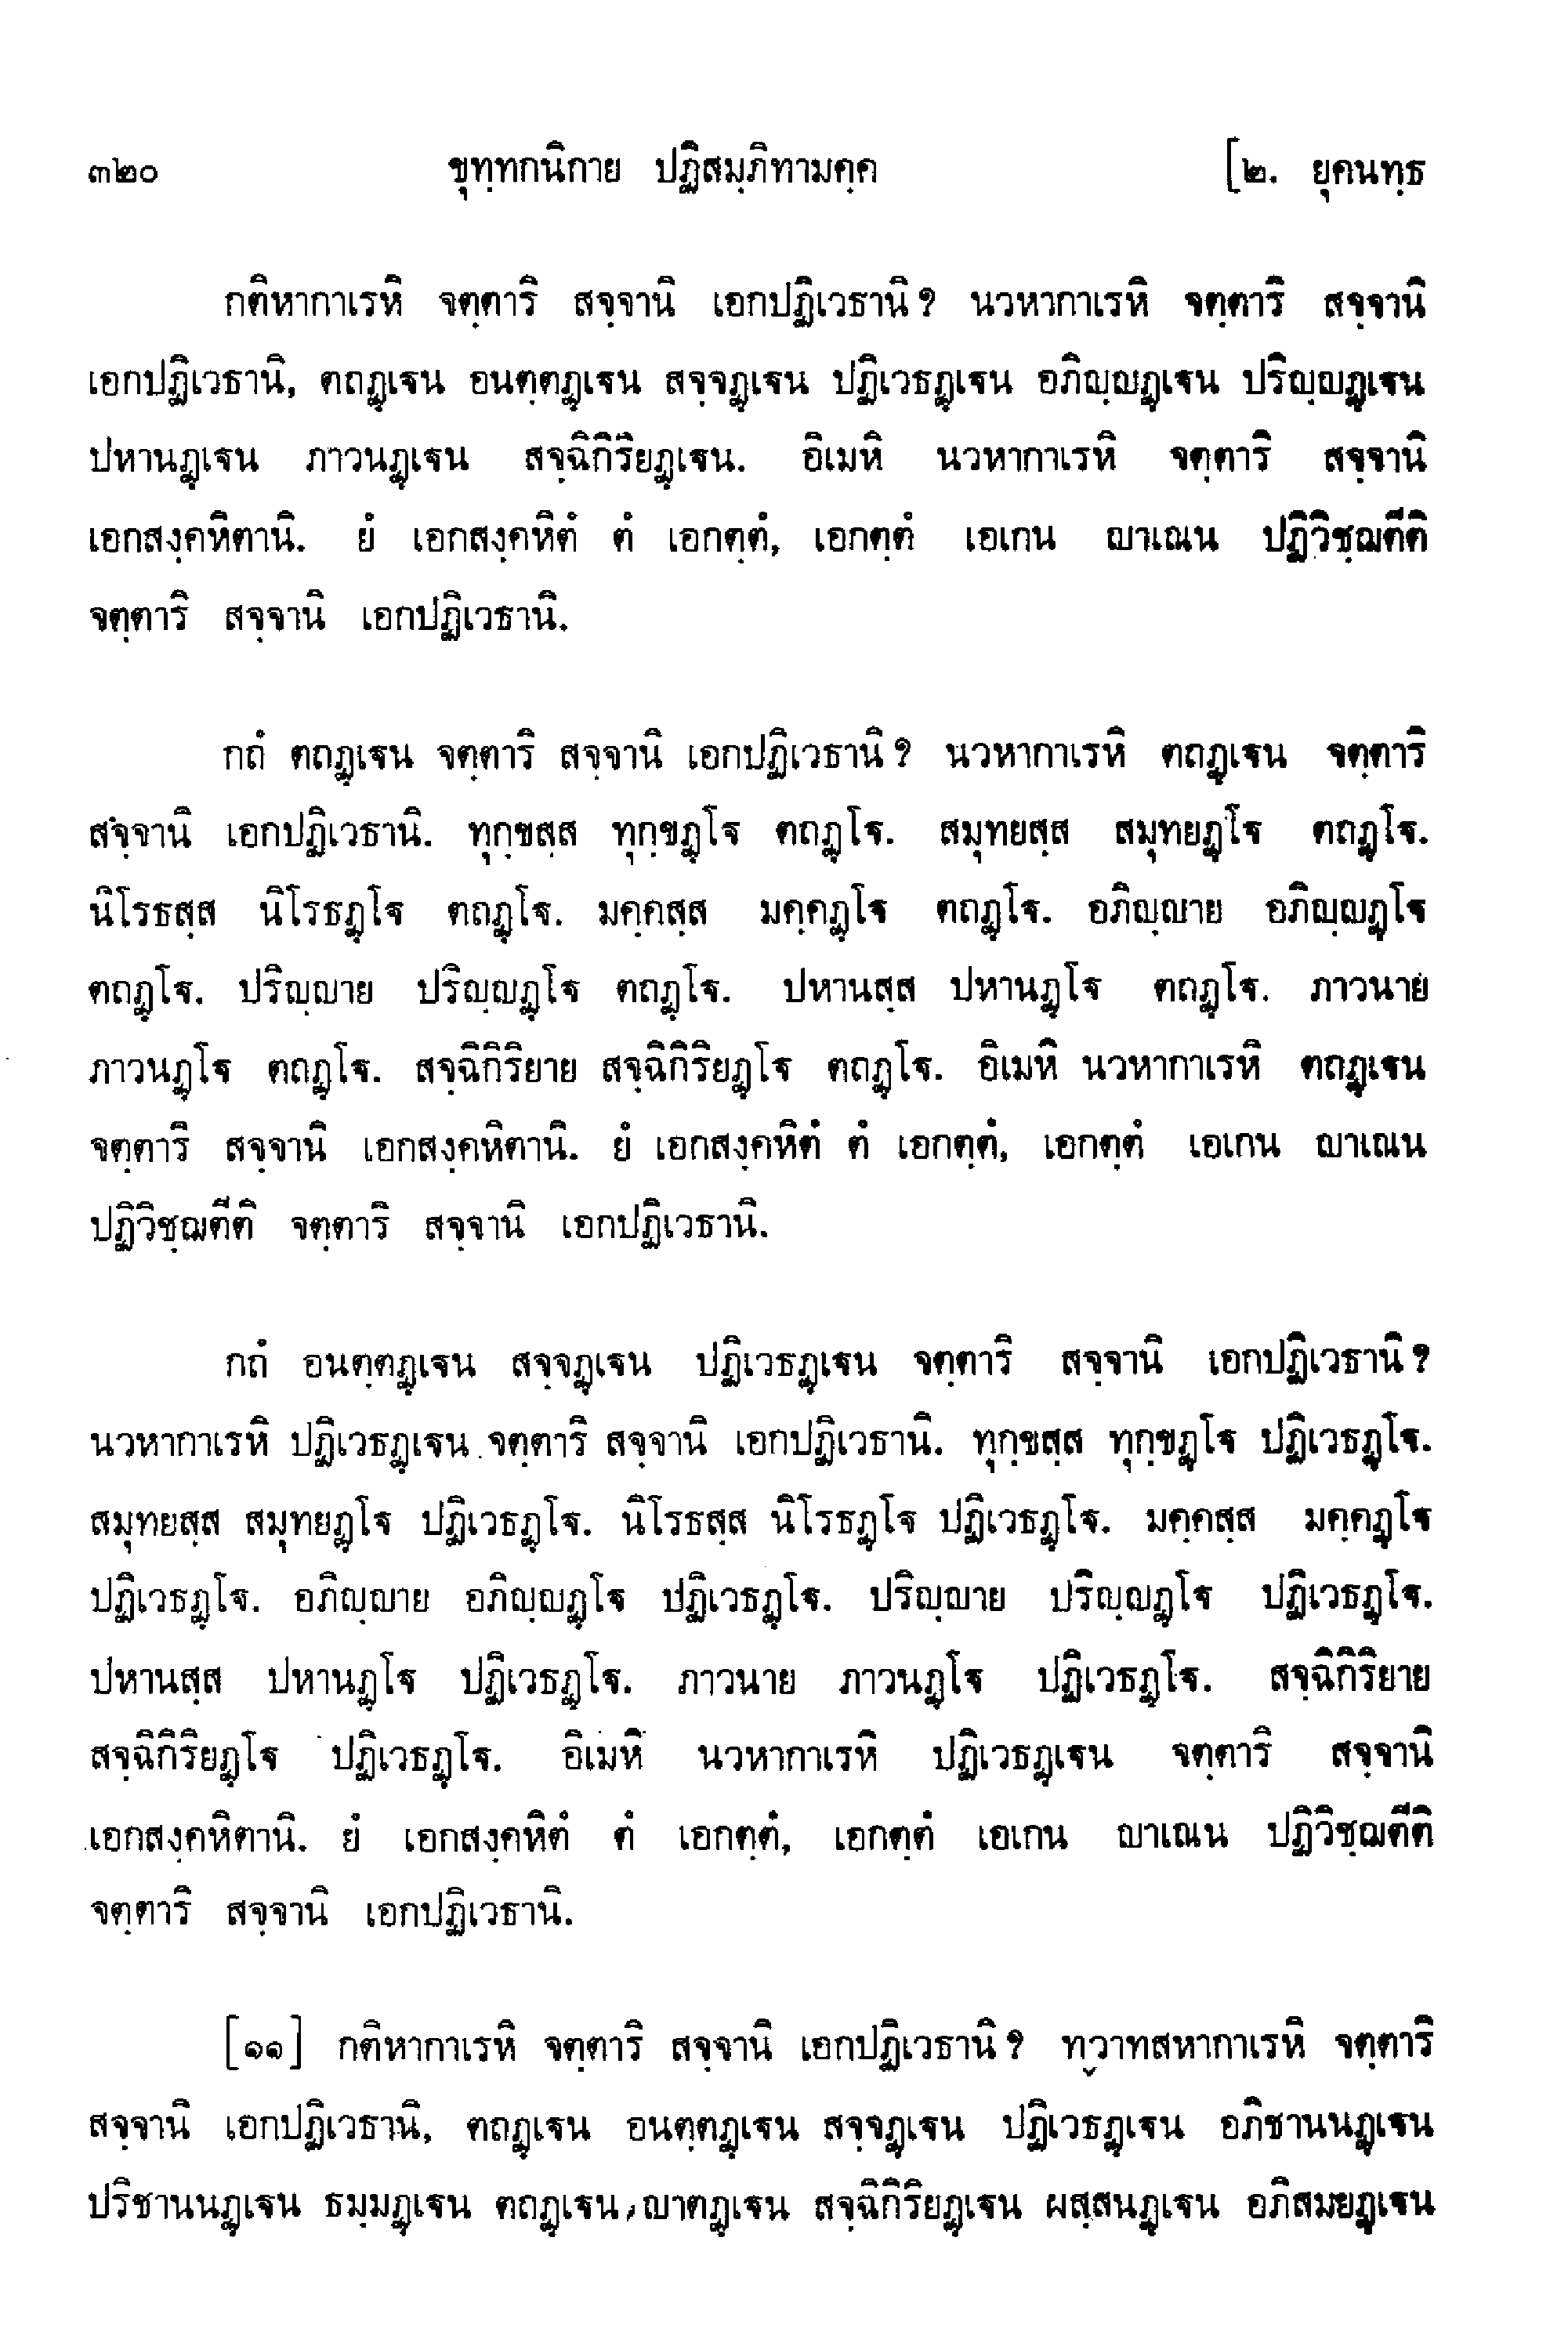 ๓๒๐ ขุทฺทกนิกาย ปฏิสมฺภิทามคฺค [๒. ยุคนทฺธ
กติหากาเรหิ จตฺตาริ สจฺจานิ เอกปฏิเวธานิ? นวหากาเรหิ จตฺตาริ สจฺจานิ
เอกปฏิเวธานิ, ตถฏฺเฐน อนตฺตฏฺเฐน สจฺจฏฺเฐน ปฏิเวธฏฺเฐน อภิญฺญฏฺเฐน ปริญฺญฏฺเฐน
ปหานฏฺเฐน ภาวนฏฺเฐน สจฺฉิกิริยฏฺเฐน. อิเมหิ นวหากาเรหิ จตฺตาริ สจฺจานิ
เอกสงฺคหิตานิ. ยํ เอกสงฺคหิตํ ตํ เอกตฺตํ, เอกตฺตํ เอเกน ญาเณน ปฏิวิชฺฌตีติ
จตฺตาริ สจฺจานิ เอกปฏิเวธานิ.
กถํ ตถฏฺเฐน จตฺตาริ สจฺจานิ เอกปฏิเวธานิ? นวหากาเรหิ ตถฏฺเฐน จตฺตาริ
สจฺจานิ เอกปฏิเวธานิ. ทุกฺขสฺส ทุกฺขฏฺโฐ ตถฏฺโฐ. สมุทยสฺส สมุทยฏฺโฐ ตถฏฺโฐ.
นิโรธสฺส นิโรธฏฺโฐ ตถฏฺโฐ. มคฺคสฺส มคฺคฏฺโฐ ตถฏฺโฐ. อภิญฺญาย อภิญฺญฏฺโฐ
ตถฏฺโฐ. ปริญฺญาย ปริญฺญฏฺโฐ ตถฏฺโฐ. ปหานสฺส ปหานฏฺโฐ ตถฏฺโฐ. ภาวนาย
ภาวนฏฺโฐ ตถฏฺโฐ. สจฺฉิกิริยาย สจฺฉิกิริยฏฺโฐ ตถฏฺโฐ. อิเมหิ นวหากาเรหิ ตถฏฺเฐน
จตฺตาริ สจฺจานิ เอกสงฺคหิตานิ. ยํ เอกสงฺคหิตํ ตํ เอกตฺตํ, เอกตฺตํ เอเกน ญาเณน
ปฏิวิชฺฌตีติ จตฺตาริ สจฺจานิ เอกปฏิเวธานิ.
กถํ อนตฺตฏฺเฐน สจฺจฏฺเฐน ปฏิเวธฏฺเฐน จตฺตาริ สจฺจานิ เอกปฏิเวธานิ?
นวหากาเรหิ ปฏิเวธฏฺเฐน จตฺตาริ สจฺจานิ เอกปฏิเวธานิ. ทุกฺขสฺส ทุกฺขฏฺโฐ ปฏิเวธฏฺโฐ.
สมุทยสฺส สมุทยฏฺโฐ ปฏิเวธฏฺโฐ. นิโรธสฺส นิโรธฏฺโฐ ปฏิเวธฏฺโฐ. มคฺคสฺส มคฺคฏฺโฐ
ปฏิเวธฏฺโฐ. อภิญฺญาย อภิญฺญฏฺโฐ ปฏิเวธฏฺโฐ. ปริญฺญาย ปริญฺญฏฺโฐ ปฏิเวธฏฺโฐ.
ปหานสฺส ปหานฏฺโฐ ปฏิเวธฏฺโฐ. ภาวนาย ภาวนฏฺโฐ ปฏิเวธฏฺโฐ. สจฺฉิกิริยาย
สจฺฉิกิริยฏฺโฐ ปฏิเวธฏฺโฐ. อิเมหิ นวหากาเรหิ ปฏิเวธฏฺเฐน จตฺตาริ สจฺจานิ
เอกสงฺคหิตานิ. ยํ เอกสงฺคหิตํ ตํ เอกตฺตํ, เอกตฺตํ เอเกน ญาเณน ปฏิวิชฺฌตีติ
จตฺตาริ สจฺจานิ เอกปฏิเวธานิ.
[๑๑] กติหากาเรหิ จตฺตาริ สจฺจานิ เอกปฏิเวธานิ? ทฺวาทสหากาเรหิ จตฺตาริ
สจฺจานิ เอกปฏิเวธานิ, ตถฏฺเฐน อนตฺตฏฺเฐน สจฺจฏฺเฐน ปฏิเวธฏฺเฐน อภิชานนฏฺเฐน
ปริชานนฏฺเฐน ธมฺมฏฺเฐน ตถฏฺเฐน, ญาตฏฺเฐน สจฺฉิกิริยฏฺเฐน ผสฺสนฏฺเฐน อภิสมยฏฺเฐน